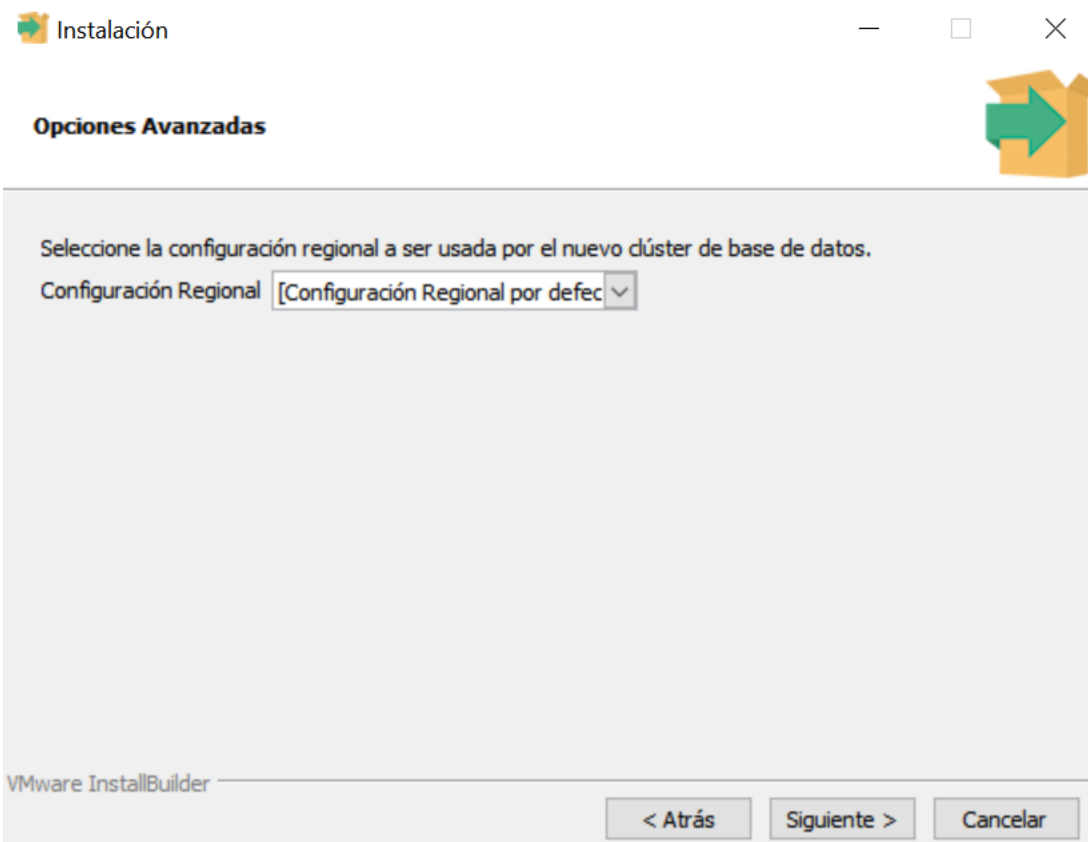 Instalación
Opciones Avanzadas
Seleccione la configuración regional a ser usada por el nuevo clúster de base de datos.
Configuración Regional [Configuración Regional por defec
VMware InstallBuilder
< Atrás Siguiente > Cancelar